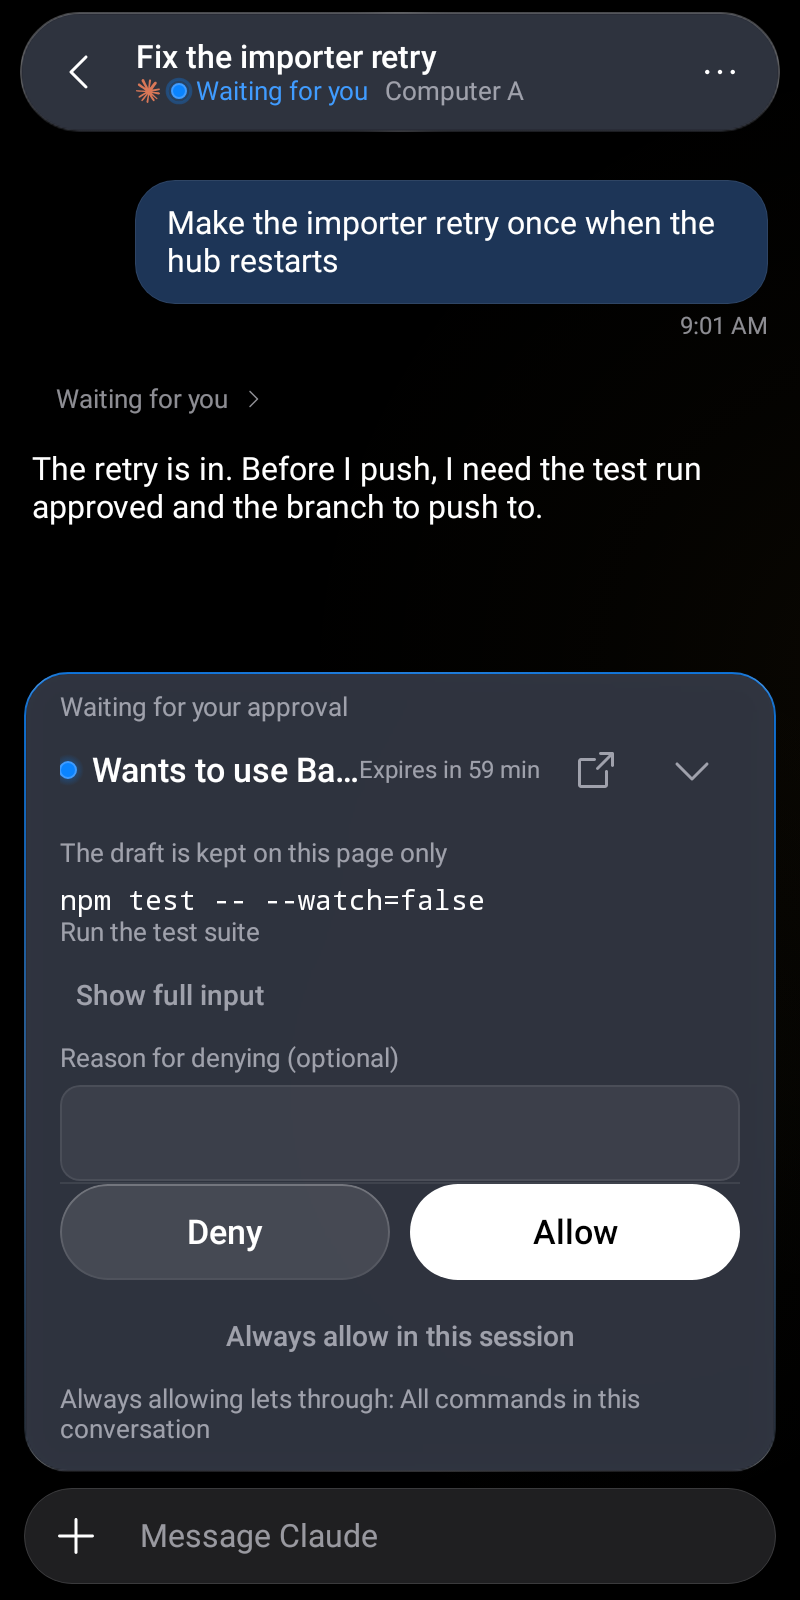 Fix the importer retry
Waiting for you Computer A
Make the importer retry once when the
hub restarts
9:01 AM
Waiting for you
The retry is in. Before I push, I need the test run
approved and the branch to push to.
Waiting for your approval
Wants to use Ba… Expires in 59 min
The draft is kept on this page only
npm test -- --watch=false
Run the test suite
Show full input
Reason for denying (optional)
Deny Allow
Always allow in this session
Always allowing lets through: All commands in this
conversation
Message Claude